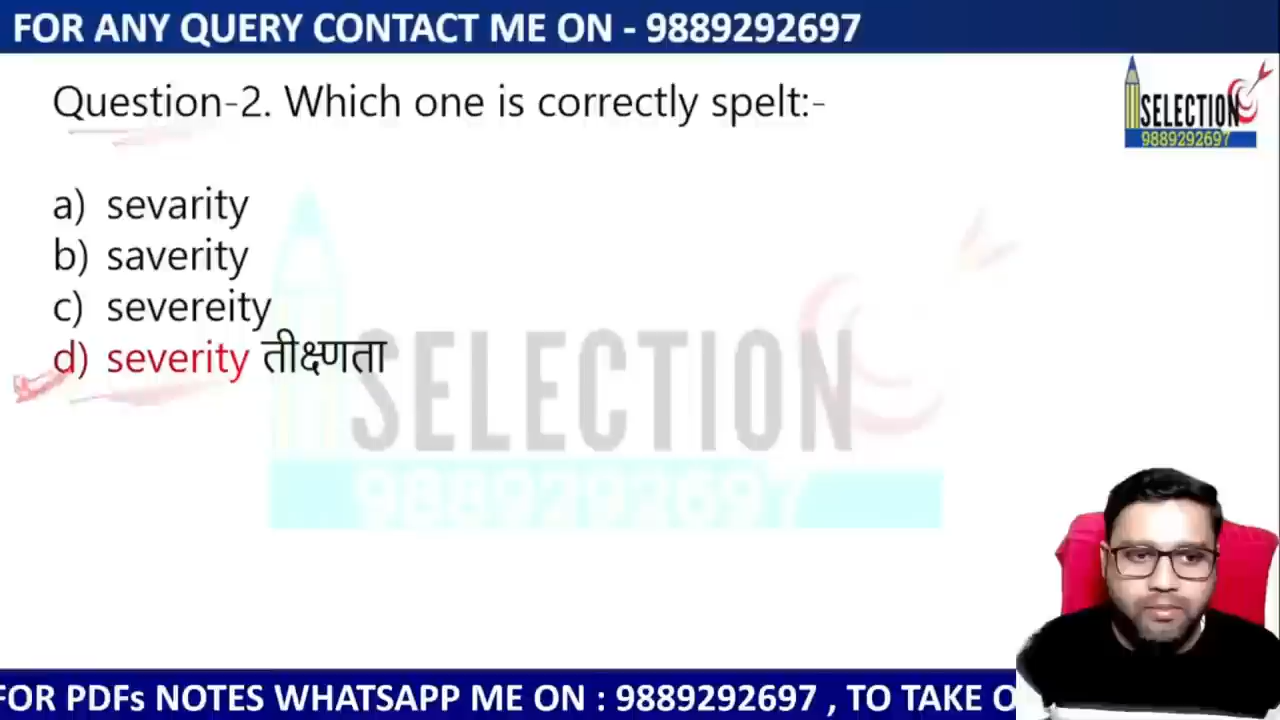 FOR ANY QUERY CONTACT ME ON - 9889292697
SELECTION
9889292697
Question-2. Which one is correctly spelt:-
a) sevarity
b) saverity
c) severeity
d) severity तीक्ष्णता
SELECTION
9889292697
FOR PDFs NOTES WHATSAPP ME ON : 9889292697 , TO TAKE